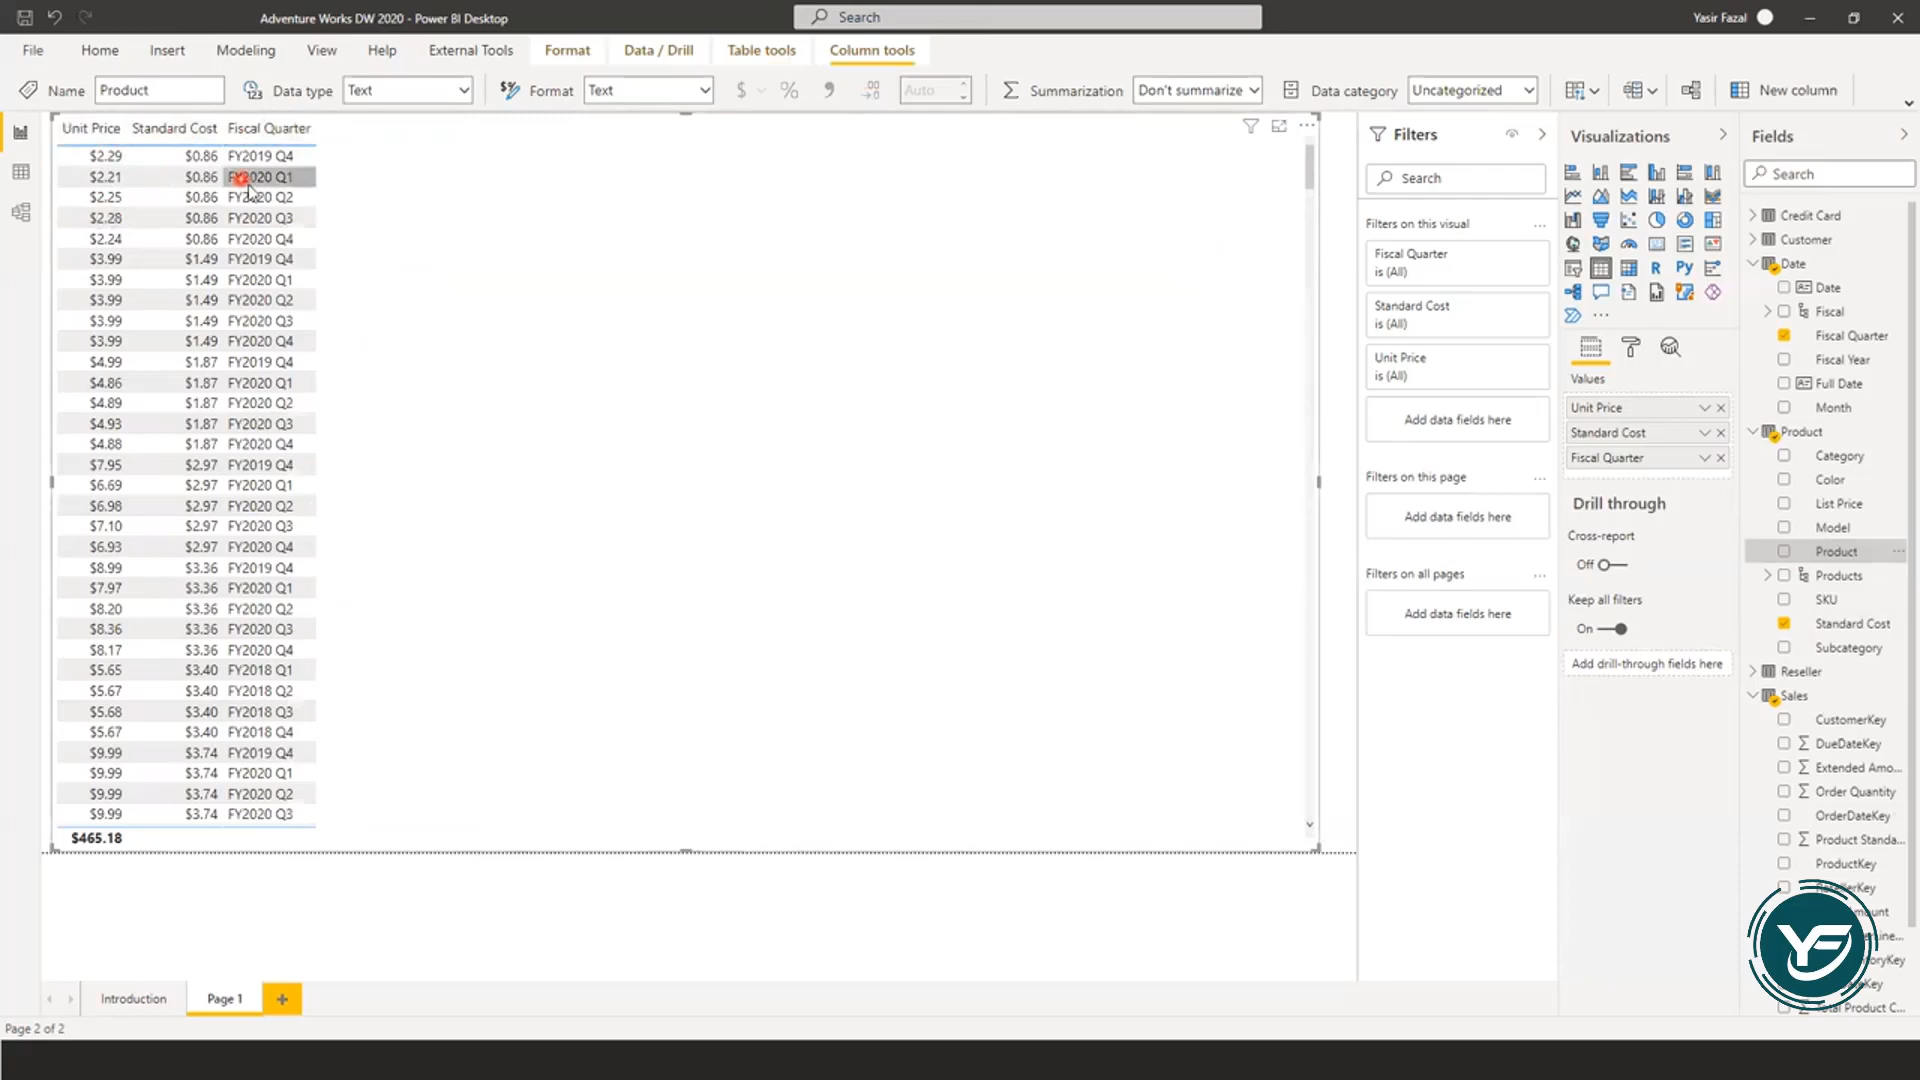 Adventure Works DW 2020 - Power BI Desktop
Search
Yasir Fazal
File Home Insert Modeling View Help External Tools Format Data / Drill Table tools Column tools
Name Product Data type Text Format Text $ % Auto Summarization Don't summarize Data category Uncategorized New column
Unit Price Standard Cost Fiscal Quarter
$2.29 $0.86 FY2019 Q4
$2.21 $0.86 FY2020 Q1
$2.25 $0.86 FY2020 Q2
$2.28 $0.86 FY2020 Q3
$2.24 $0.86 FY2020 Q4
$3.99 $1.49 FY2019 Q4
$3.99 $1.49 FY2020 Q1
$3.99 $1.49 FY2020 Q2
$3.99 $1.49 FY2020 Q3
$3.99 $1.49 FY2020 Q4
$4.99 $1.87 FY2019 Q4
$4.86 $1.87 FY2020 Q1
$4.89 $1.87 FY2020 Q2
$4.93 $1.87 FY2020 Q3
$4.88 $1.87 FY2020 Q4
$7.95 $2.97 FY2019 Q4
$6.69 $2.97 FY2020 Q1
$6.98 $2.97 FY2020 Q2
$7.10 $2.97 FY2020 Q3
$6.93 $2.97 FY2020 Q4
$8.99 $3.36 FY2019 Q4
$7.97 $3.36 FY2020 Q1
$8.20 $3.36 FY2020 Q2
$8.36 $3.36 FY2020 Q3
$8.17 $3.36 FY2020 Q4
$5.65 $3.40 FY2018 Q1
$5.67 $3.40 FY2018 Q2
$5.68 $3.40 FY2018 Q3
$5.67 $3.40 FY2018 Q4
$9.99 $3.74 FY2019 Q4
$9.99 $3.74 FY2020 Q1
$9.99 $3.74 FY2020 Q2
$9.99 $3.74 FY2020 Q3
$465.18
Filters
Search
Filters on this visual
Fiscal Quarter
is (All)
Standard Cost
is (All)
Unit Price
is (All)
Add data fields here
Filters on this page
Add data fields here
Filters on all pages
Add data fields here
Visualizations
R Py
Values
Unit Price
Standard Cost
Fiscal Quarter
Drill through
Cross-report
Off
Keep all filters
On
Add drill-through fields here
Fields
Search
Credit Card
Customer
Date
Date
Fiscal
Fiscal Quarter
Fiscal Year
Full Date
Month
Product
Category
Color
List Price
Model
Product
Products
SKU
Standard Cost
Subcategory
Reseller
Sales
CustomerKey
DueDateKey
Extended Amo...
Order Quantity
OrderDateKey
Product Standa...
ProductKey
Total Product C...
YF
Introduction Page 1
Page 2 of 2